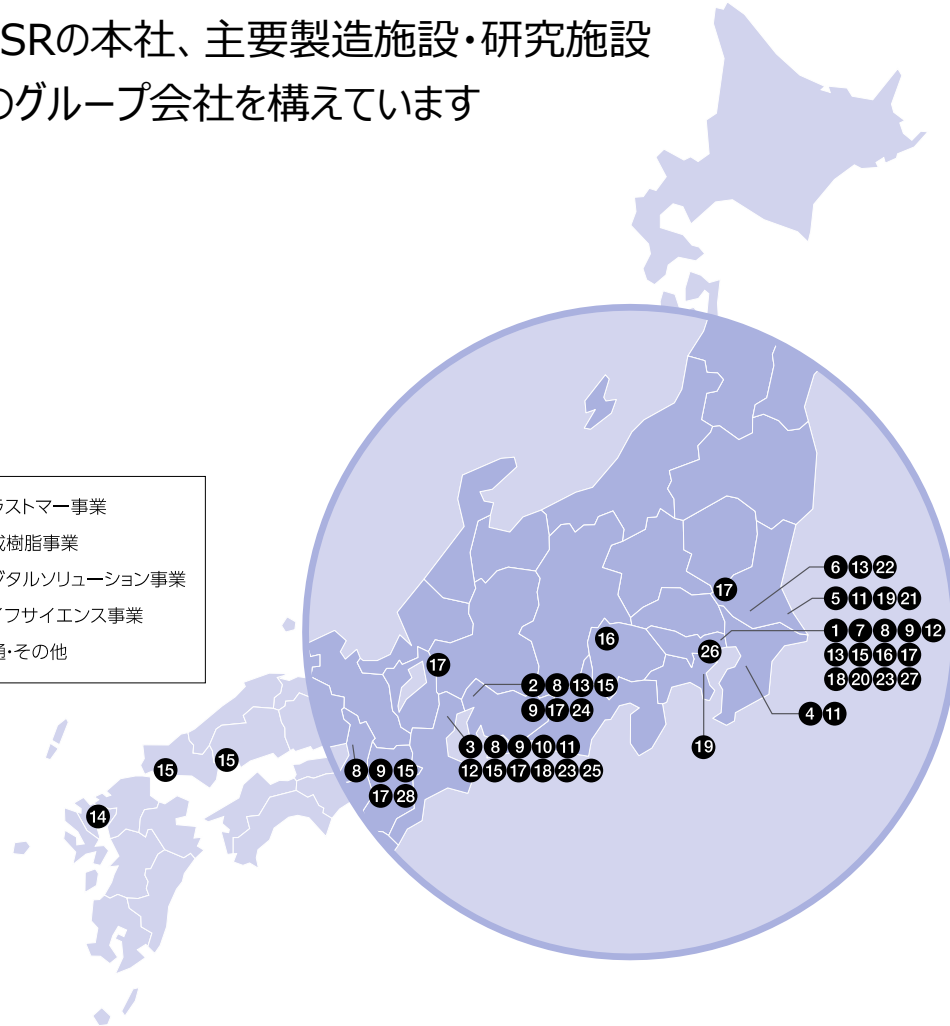 SRの本社、主要製造施設・研究施設
のグループ会社を構えています
ラストマー事業
成樹脂事業
ジタルソリューション事業
イフサイエンス事業
通・その他
6 13 22
17
5 11 19 21
1 7 8 9 12
16
26
13 15 16 17
17
18 20 23 27
2 8 13 15
9 17 24
4 11
19
3 8 9 10 11
12 15 17 18 23 25
15
15
8 9 15
17 28
14